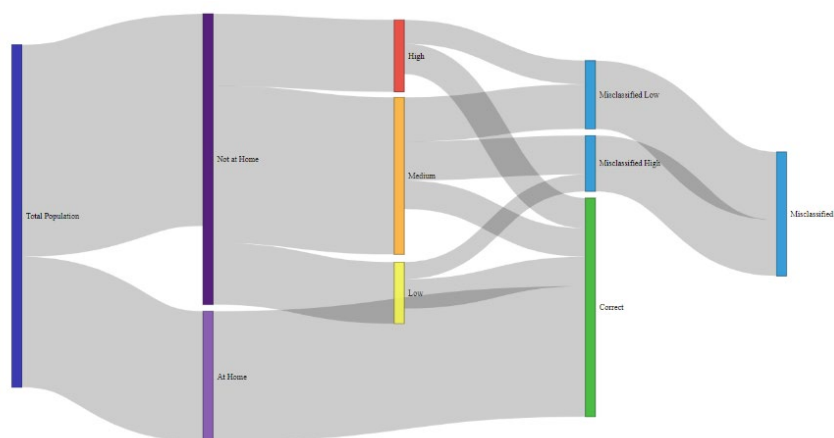 High
Misclassified Low
Not at Home
Misclassified High
Medium
Total Population
Misclassified
Low
Correct
At Home